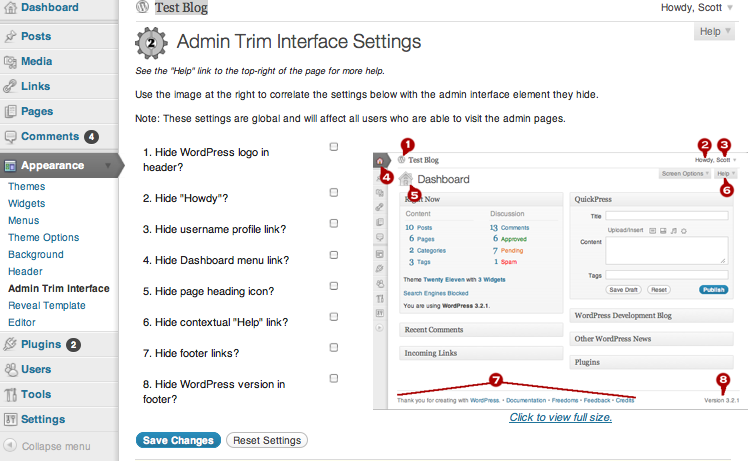 Dashboard
Posts
Media
Links
Pages
Comments 4
Appearance
Themes
Widgets
Menus
Theme Options
Background
Header
Admin Trim Interface
Reveal Template
Editor
Plugins 2
Users
Tools
Settings
Collapse menu
Test Blog
Howdy, Scott
Help
2 Admin Trim Interface Settings
See the "Help" link to the top-right of the page for more help.
Use the image at the right to correlate the settings below with the admin interface element they hide.
Note: These settings are global and will affect all users who are able to visit the admin pages.
1. Hide WordPress logo in
header?
2. Hide "Howdy"?
3. Hide username profile link?
4. Hide Dashboard menu link?
5. Hide page heading icon?
6. Hide contextual "Help" link?
7. Hide footer links?
8. Hide WordPress version in
footer?
Save Changes Reset Settings
1 2 3
Test Blog Howdy, Scott
4 Dashboard Screen Options Help
5 6
Right Now
Content Discussion
10 Posts 13 Comments
6 Pages 6 Approved
2 Categories 7 Pending
3 Tags 1 Spam
Theme Twenty Eleven with 3 Widgets
Search Engines Blocked
You are using WordPress 3.2.1.
Recent Comments
Incoming Links
QuickPress
Title
Upload/Insert
Content
Tags
Save Draft Reset Publish
WordPress Development Blog
Other WordPress News
Plugins
7 8
Thank you for creating with WordPress. • Documentation • Freedoms • Feedback • Credits Version 3.2.1
Click to view full size.